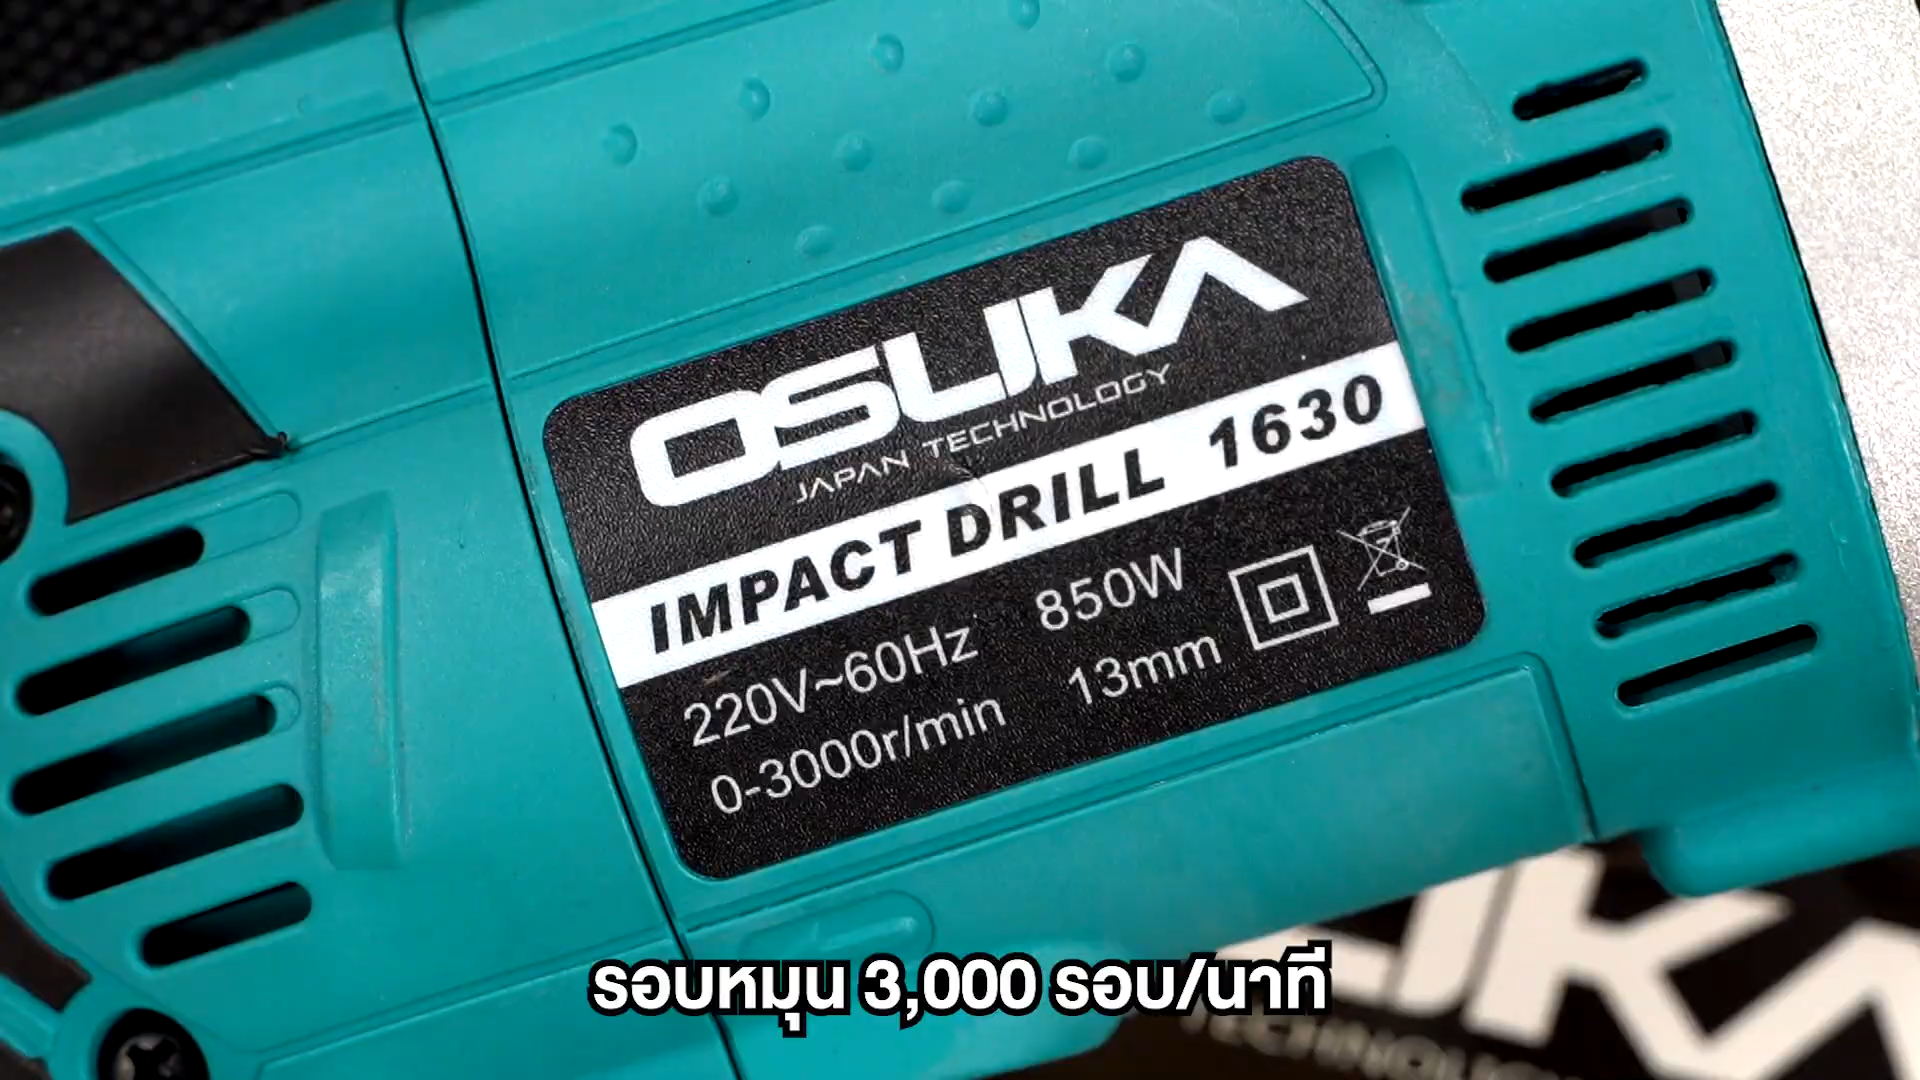 OSUKA
JAPAN TECHNOLOGY
IMPACT DRILL 1630
220V~60Hz 850W
0-3000r/min 13mm
รอบหมุน 3,000 รอบ/นาที